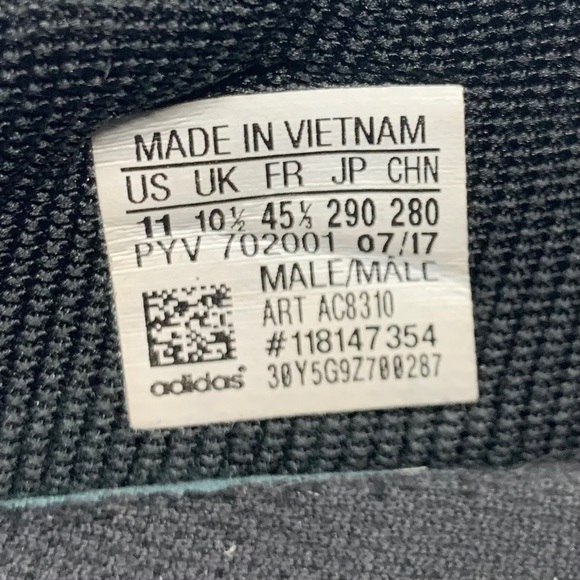 MADE IN VIETNAM
US UK FR JP CHN
11 10½ 45⅓ 290 280
PYV 702001 07/17
MALE/MÂLE
ART AC8310
#118147354
adidas® 30Y5G9Z700287